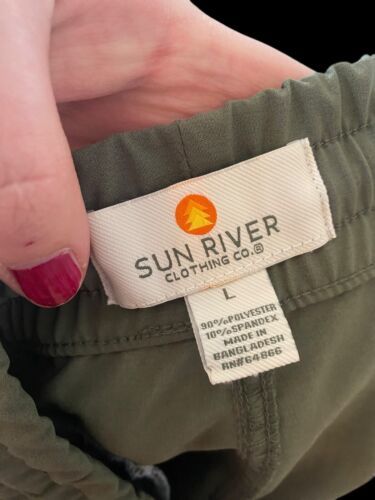 SUN RIVER
CLOTHING CO.®
L
90%POLYESTER
10%SPANDEX
MADE IN
BANGLADESH
RN#64866